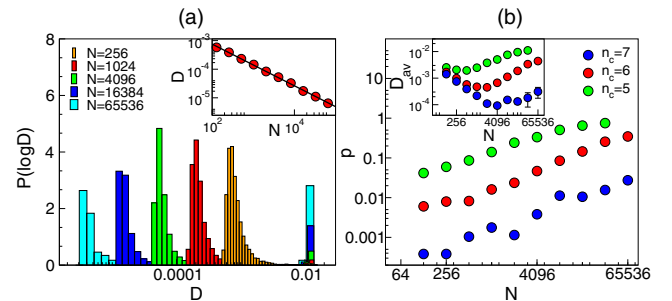 (a)
(b)
N=256
N=1024
N=4096
N=16384
N=65536
8
6
4
2
0
P(logD)
0.0001
0.01
D
10⁻³
10⁻⁴
10⁻⁵
D
10²
10⁴
N
n_c=7
n_c=6
n_c=5
10⁻²
10⁻⁴
D_av
256
4096
65536
N
10
1
0.1
0.01
0.001
p
64
256
4096
65536
N